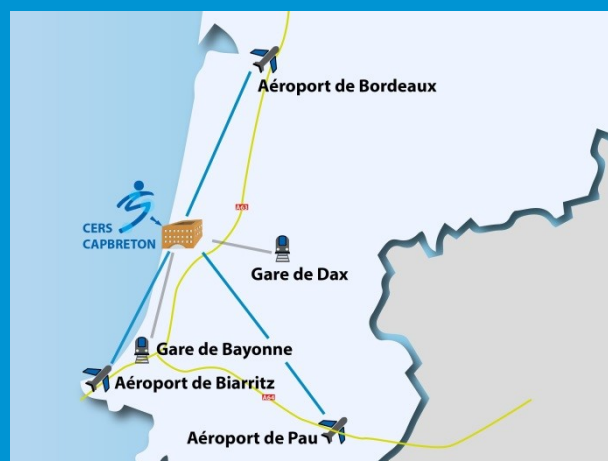 Aéroport de Bordeaux
A63
CERS
CAPBRETON
Gare de Dax
Gare de Bayonne
Aéroport de Biarritz
A64
Aéroport de Pau